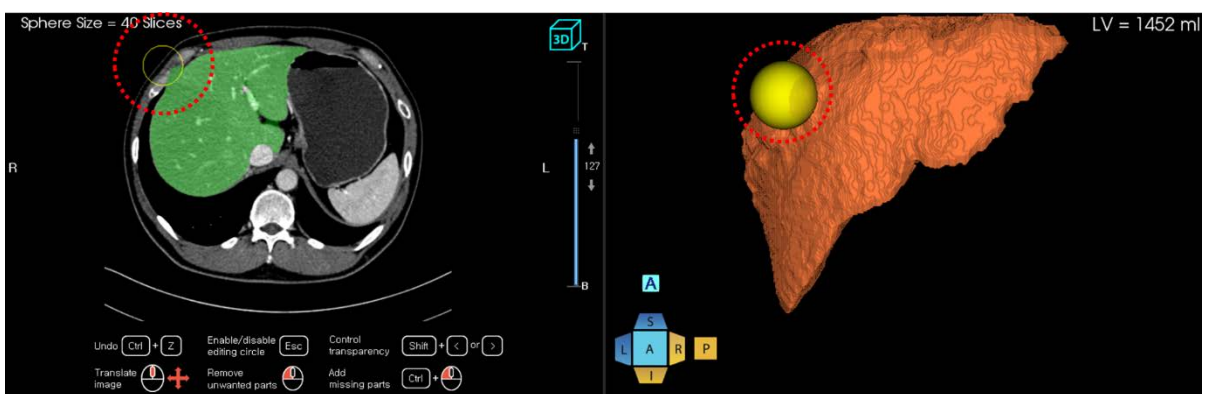 Sphere Size = 40 Slices
LV = 1452 ml
3D
T
R
L
127
B
Undo Ctrl + Z
Enable/disable editing circle Esc
Control transparency Shift + < or >
Translate image
Remove unwanted parts
Add missing parts Ctrl +
A
S
L A R P
I